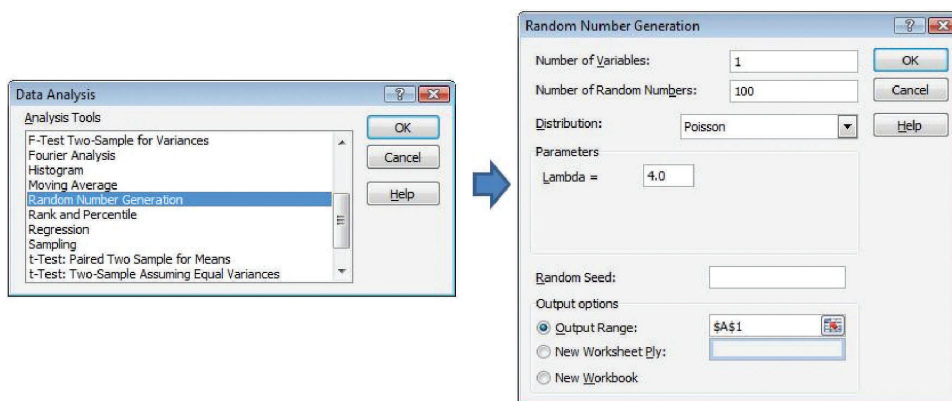 Data Analysis
Analysis Tools
F-Test Two-Sample for Variances
Fourier Analysis
Histogram
Moving Average
Random Number Generation
Rank and Percentile
Regression
Sampling
t-Test: Paired Two Sample for Means
t-Test: Two-Sample Assuming Equal Variances
OK
Cancel
Help
Random Number Generation
Number of Variables:
1
Number of Random Numbers:
100
Distribution:
Poisson
Parameters
Lambda =
4.0
Random Seed:
Output options
Output Range:
$A$1
New Worksheet Ply:
New Workbook
OK
Cancel
Help